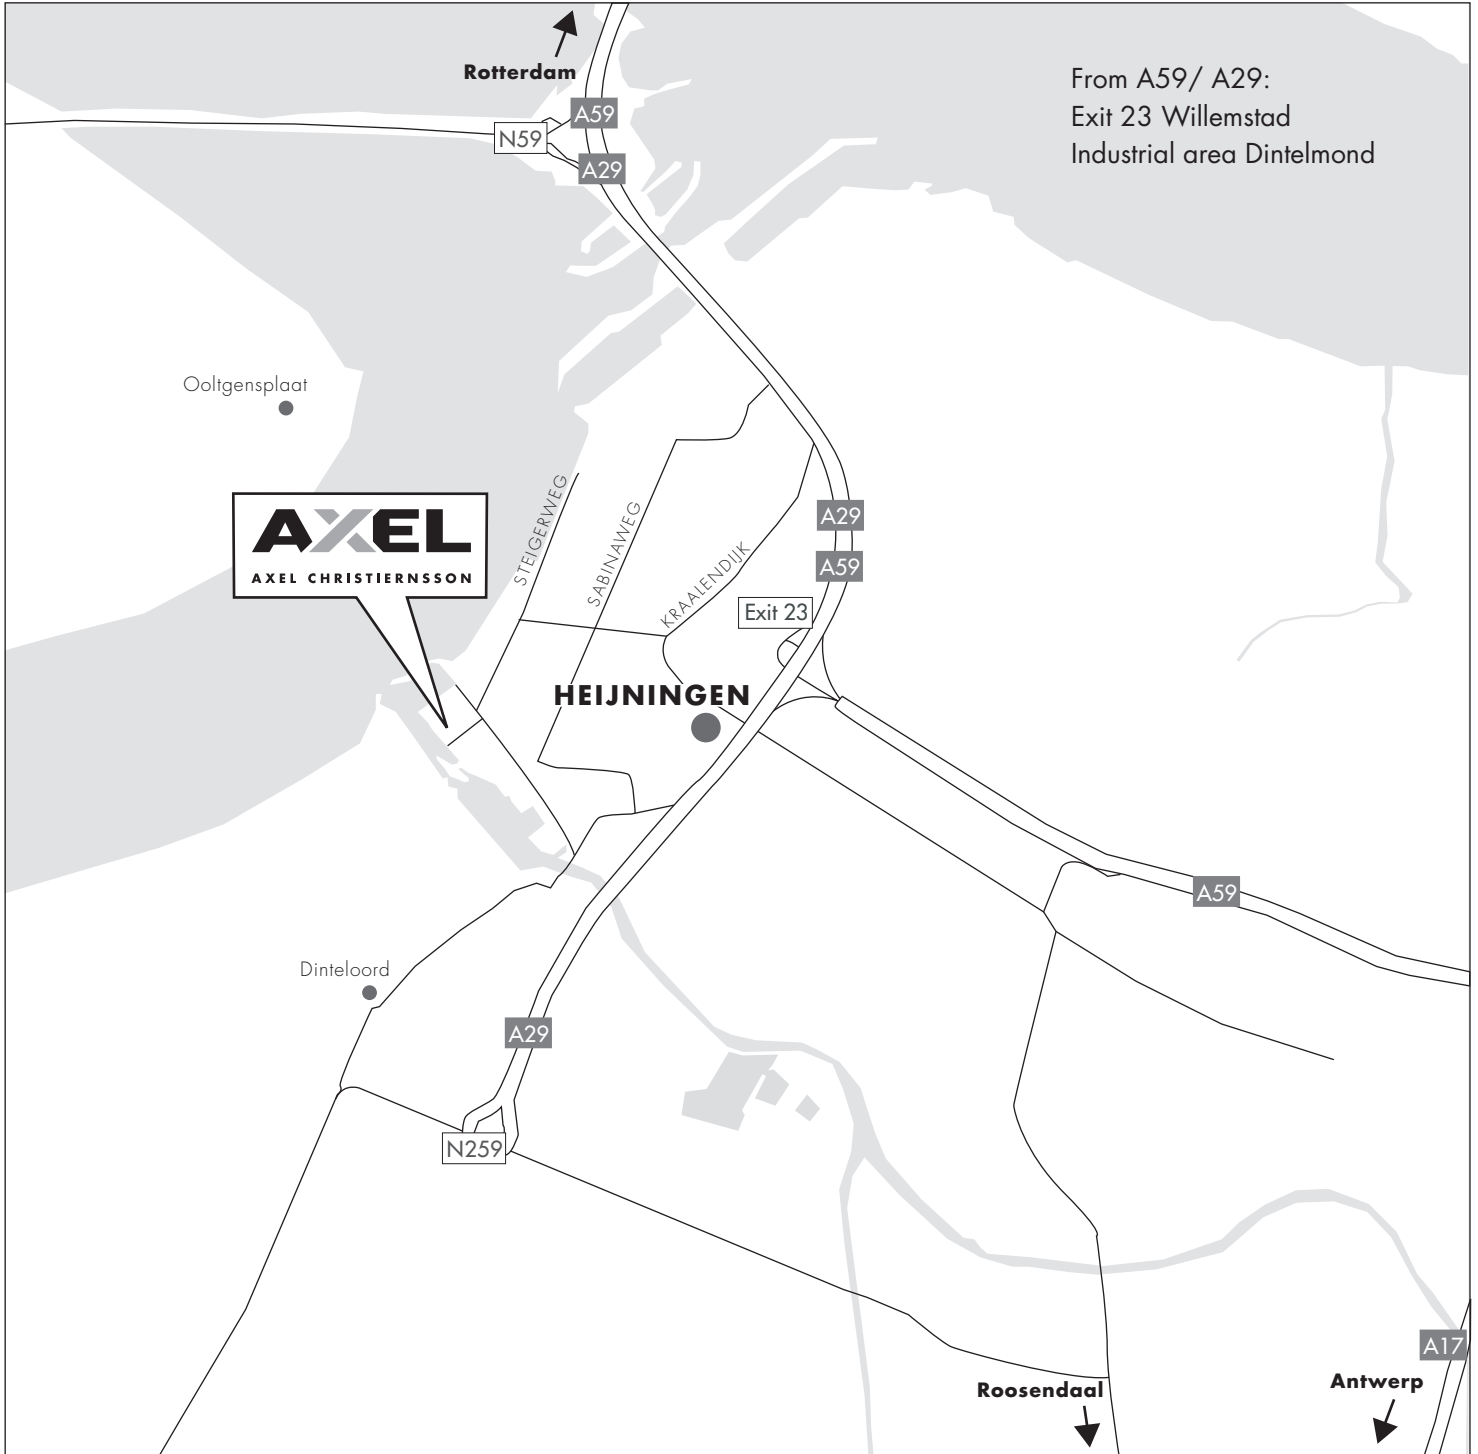 Rotterdam
From A59/ A29:
Exit 23 Willemstad
Industrial area Dintelmond
A59
N59
A29
Ooltgensplaat
AXEL
AXEL CHRISTIERNSSON
STEIGERWEG
SABINAWEG
KRAALENDIJK
A29
A59
Exit 23
HEIJNINGEN
A59
Dinteloord
A29
N259
A17
Roosendaal
Antwerp